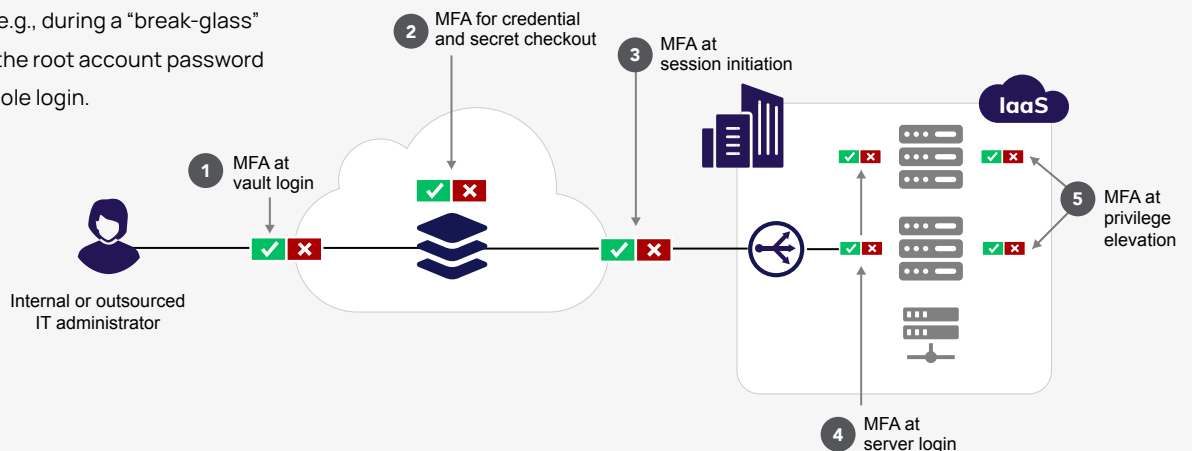 e.g., during a “break-glass”
the root account password
ole login.
2
MFA for credential
and secret checkout
3
MFA at
session initiation
IaaS
1
MFA at
vault login
5
MFA at
privilege
elevation
Internal or outsourced
IT administrator
4
MFA at
server login